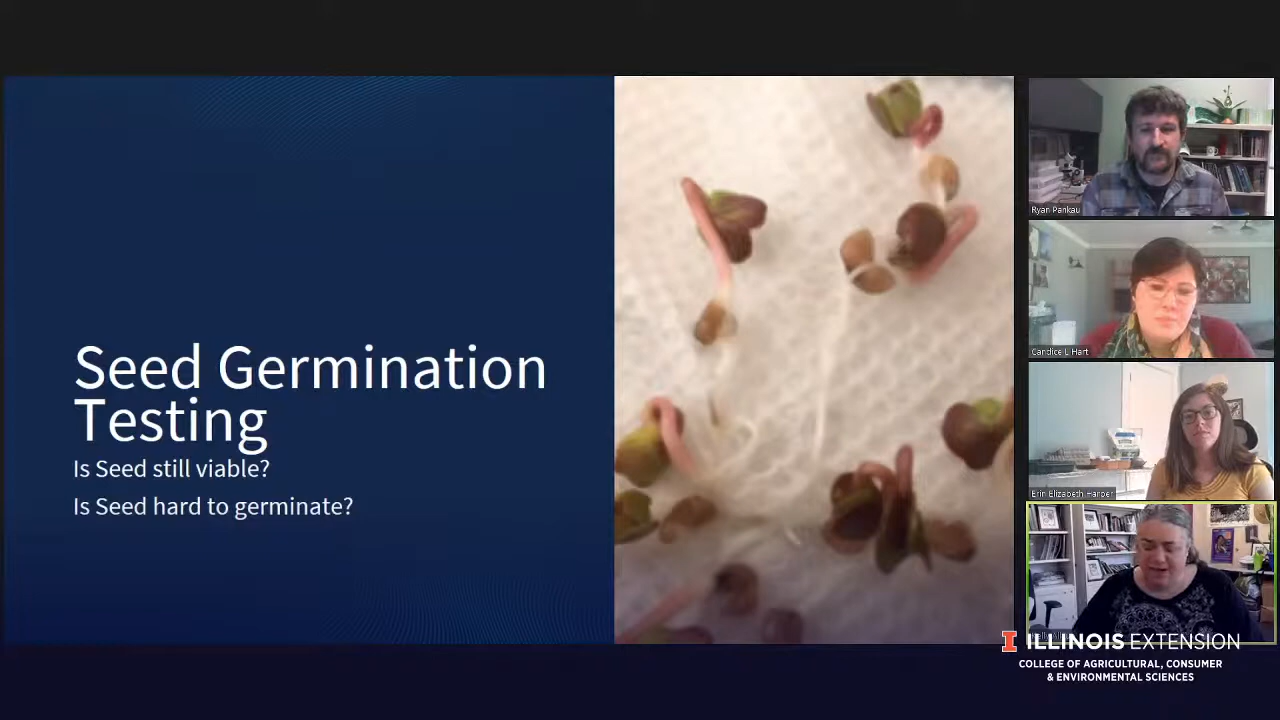 Seed Germination
Testing
Is Seed still viable?
Is Seed hard to germinate?
Ryan Pankau
Candice L Hart
Erin Elizabeth Harper
I ILLINOIS EXTENSION
COLLEGE OF AGRICULTURAL, CONSUMER
& ENVIRONMENTAL SCIENCES